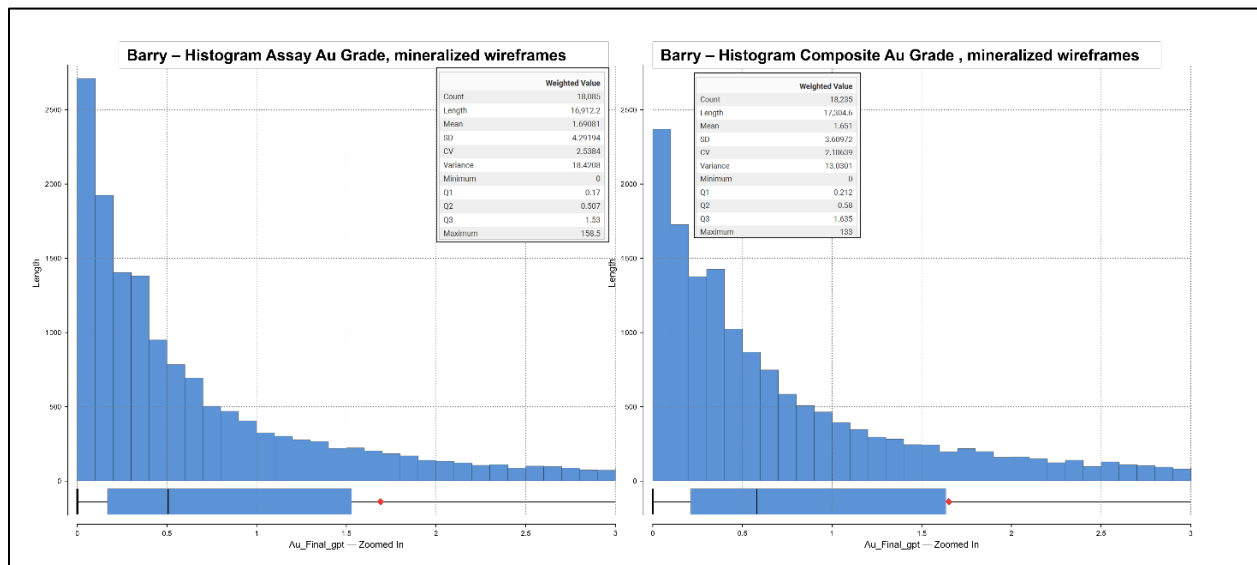 Barry – Histogram Assay Au Grade, mineralized wireframes
Weighted Value
Count 18,085
Length 16,912.2
Mean 1.69081
SD 4.29194
CV 2.5384
Variance 18.4208
Minimum 0
Q1 0.17
Q2 0.507
Q3 1.53
Maximum 158.5
2500
2000
1500
1000
500
0
Length
0 0.5 1 1.5 2 2.5 3
Au_Final_gpt — Zoomed In
Barry – Histogram Composite Au Grade , mineralized wireframes
Weighted Value
Count 18,235
Length 17,304.6
Mean 1.651
SD 3.60972
CV 2.18639
Variance 13.0301
Minimum 0
Q1 0.212
Q2 0.58
Q3 1.635
Maximum 133
2500
2000
1500
1000
500
0
Length
0 0.5 1 1.5 2 2.5 3
Au_Final_gpt — Zoomed In